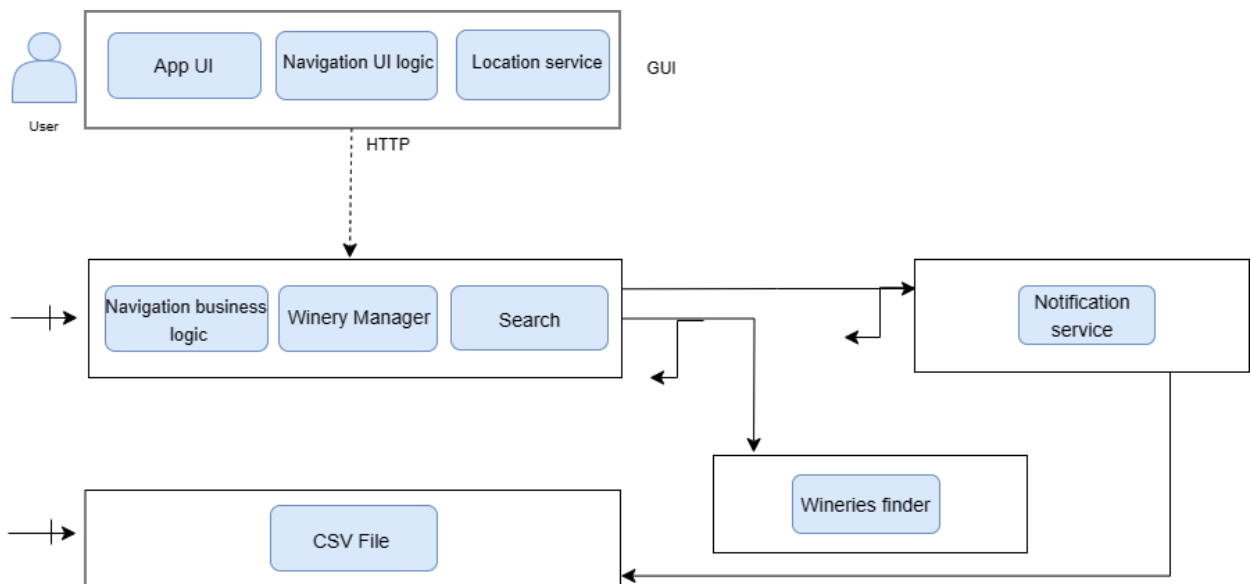 App UI
Navigation UI logic
Location service
GUI
User
HTTP
Navigation business
logic
Winery Manager
Search
Notification
service
Wineries finder
CSV File